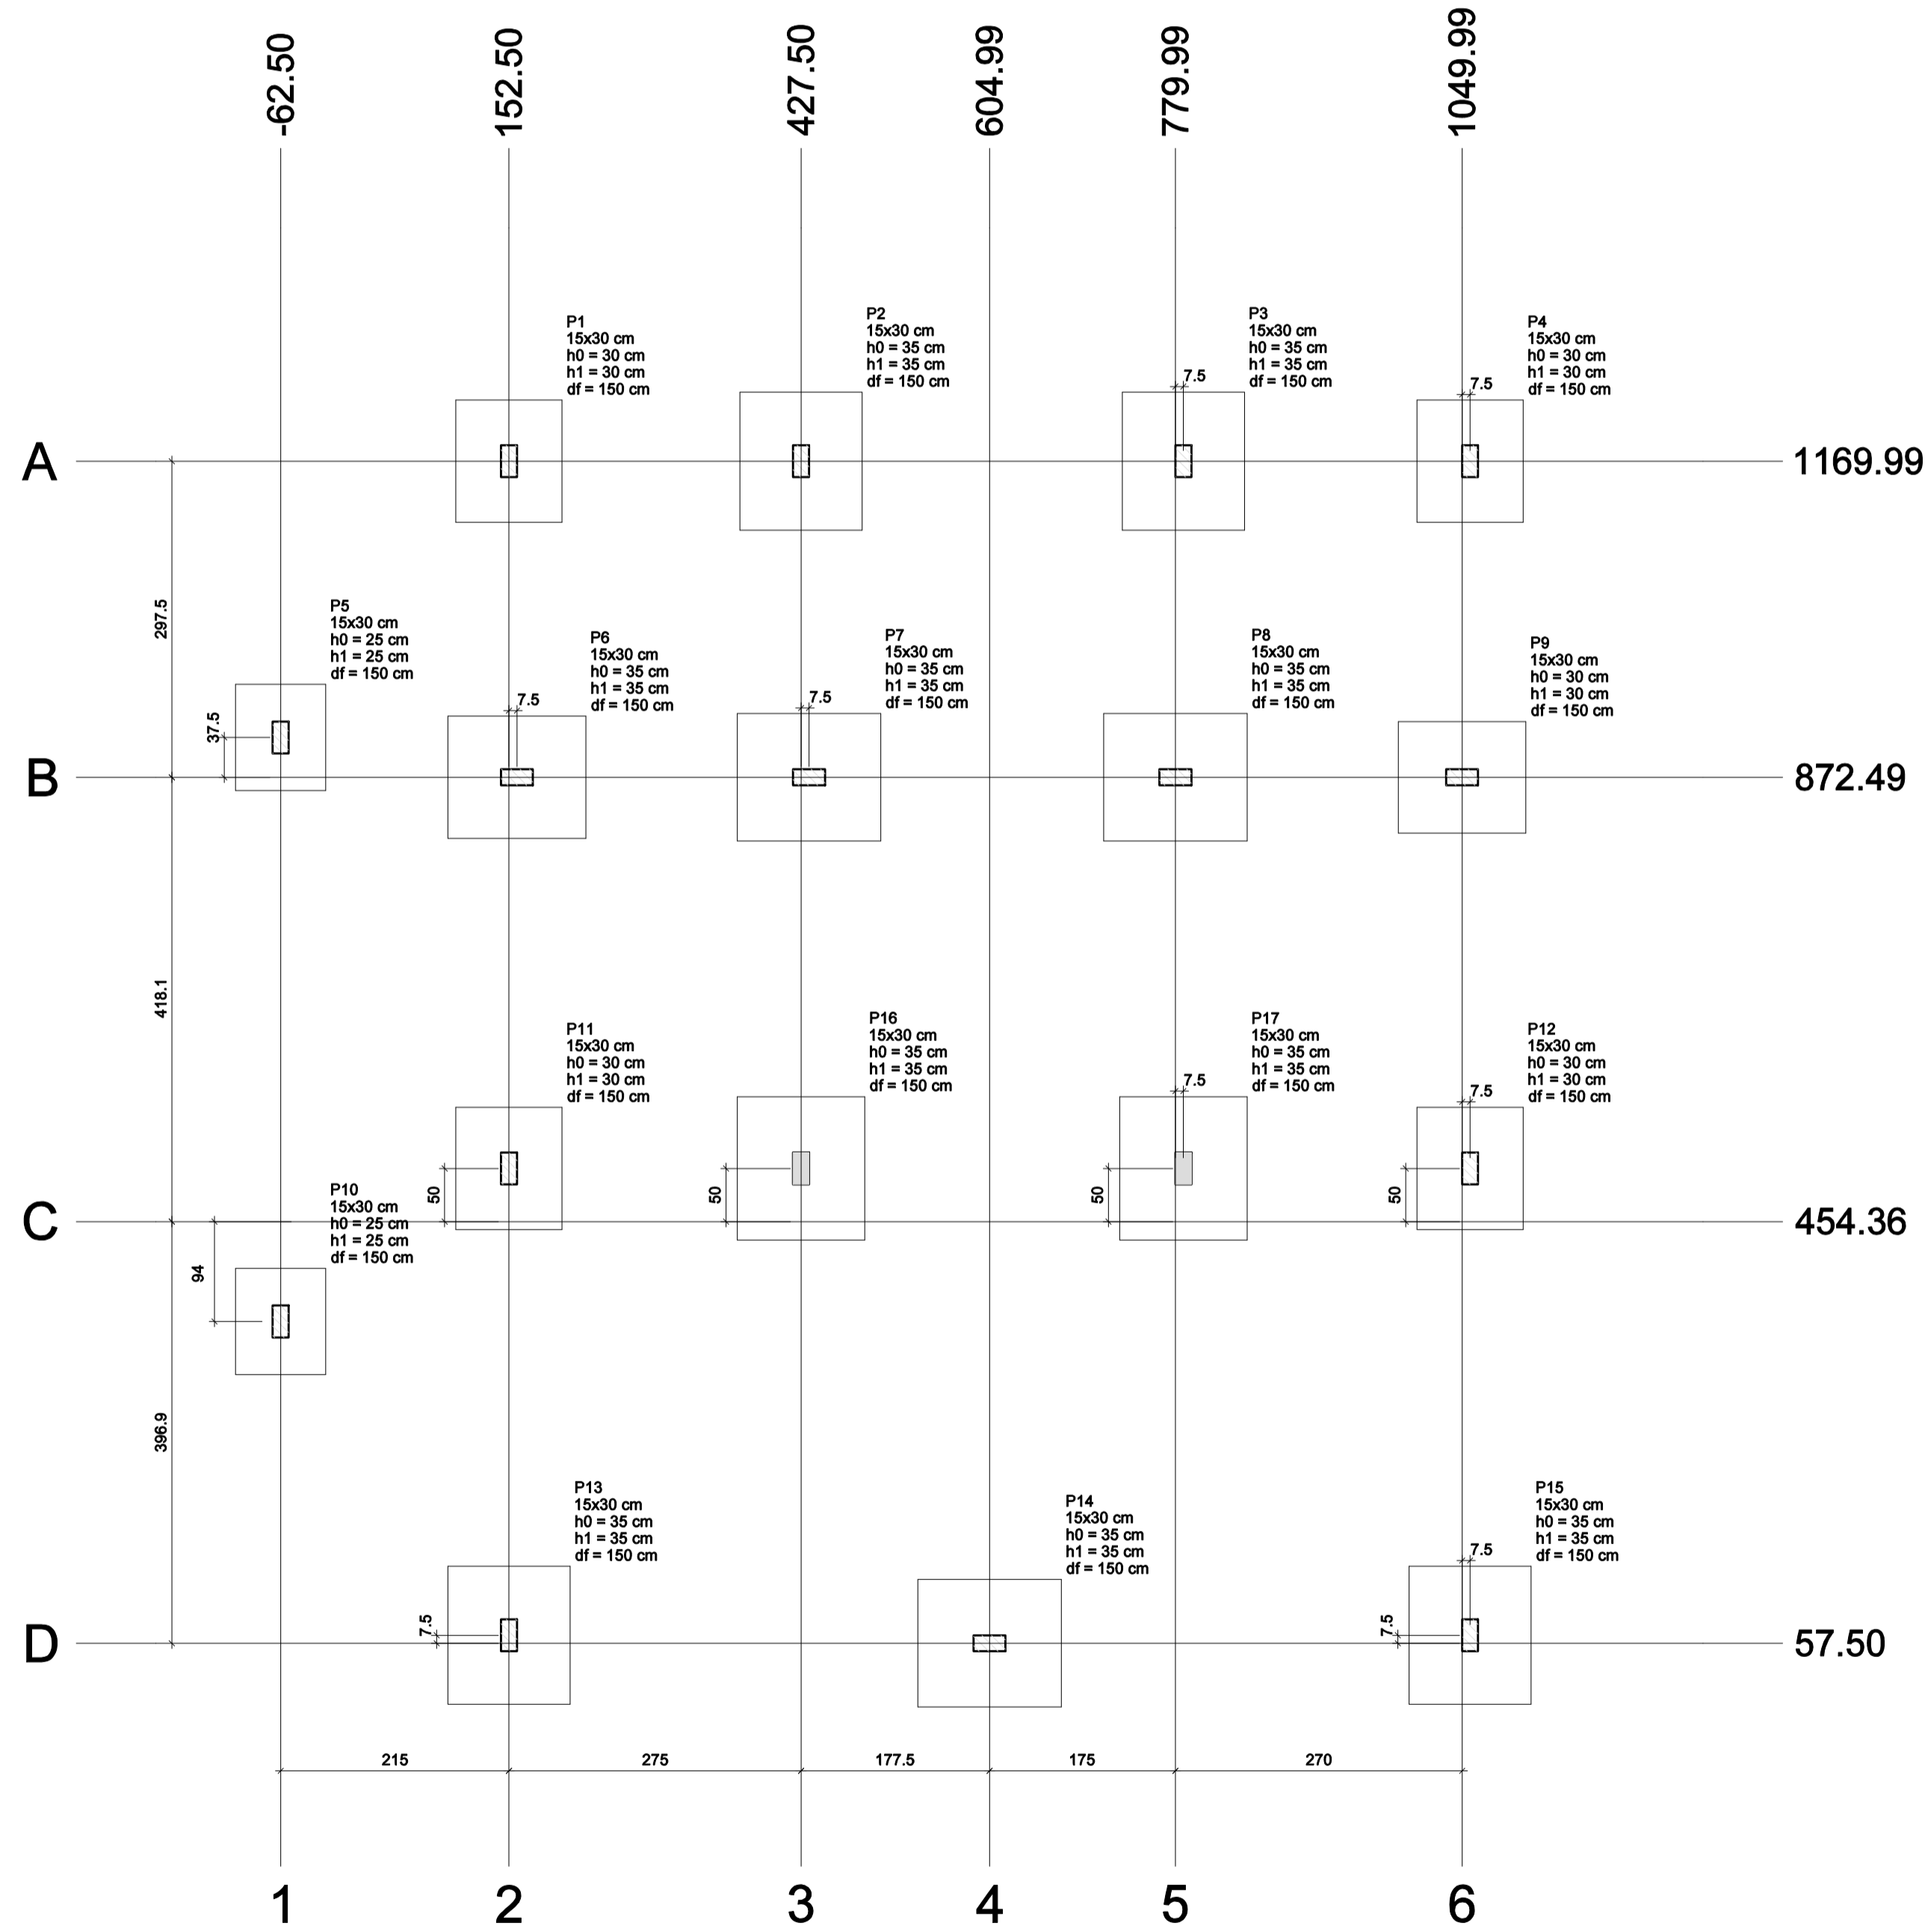 -62.50
152.50
427.50
604.99
779.99
1049.99
P1
15x30 cm
h0 = 30 cm
h1 = 30 cm
df = 150 cm
P2
15x30 cm
h0 = 35 cm
h1 = 35 cm
df = 150 cm
P3
15x30 cm
h0 = 35 cm
h1 = 35 cm
df = 150 cm
7.5
P4
15x30 cm
h0 = 30 cm
h1 = 30 cm
df = 150 cm
7.5
A
1169.99
297.5
P5
15x30 cm
h0 = 25 cm
h1 = 25 cm
df = 150 cm
37.5
P6
15x30 cm
h0 = 35 cm
h1 = 35 cm
df = 150 cm
7.5
P7
15x30 cm
h0 = 35 cm
h1 = 35 cm
df = 150 cm
7.5
P8
15x30 cm
h0 = 35 cm
h1 = 35 cm
df = 150 cm
P9
15x30 cm
h0 = 30 cm
h1 = 30 cm
df = 150 cm
B
872.49
418.1
P11
15x30 cm
h0 = 30 cm
h1 = 30 cm
df = 150 cm
50
P16
15x30 cm
h0 = 35 cm
h1 = 35 cm
df = 150 cm
50
P17
15x30 cm
h0 = 35 cm
h1 = 35 cm
df = 150 cm
7.5
50
P12
15x30 cm
h0 = 30 cm
h1 = 30 cm
df = 150 cm
7.5
50
P10
15x30 cm
h0 = 25 cm
h1 = 25 cm
df = 150 cm
C
454.36
94
396.9
P13
15x30 cm
h0 = 35 cm
h1 = 35 cm
df = 150 cm
7.5
P14
15x30 cm
h0 = 35 cm
h1 = 35 cm
df = 150 cm
P15
15x30 cm
h0 = 35 cm
h1 = 35 cm
df = 150 cm
7.5
7.5
D
57.50
215
275
177.5
175
270
1
2
3
4
5
6